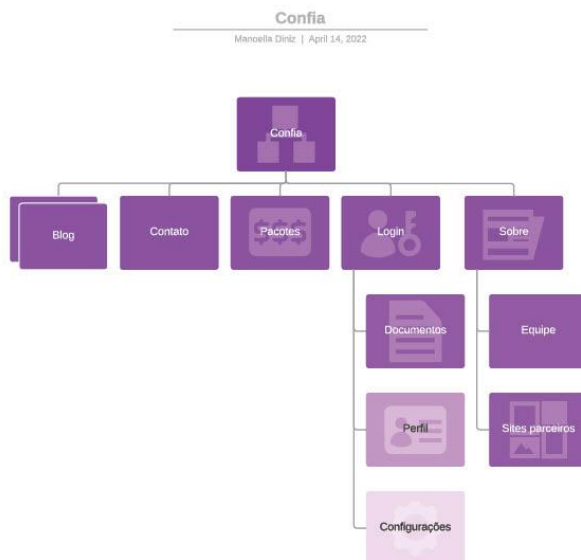 Confia
Manoella Diniz | April 14, 2022
Confia
Blog
Contato
Pacotes
Login
Sobre
Documentos
Equipe
Perfil
Sites parceiros
Configurações